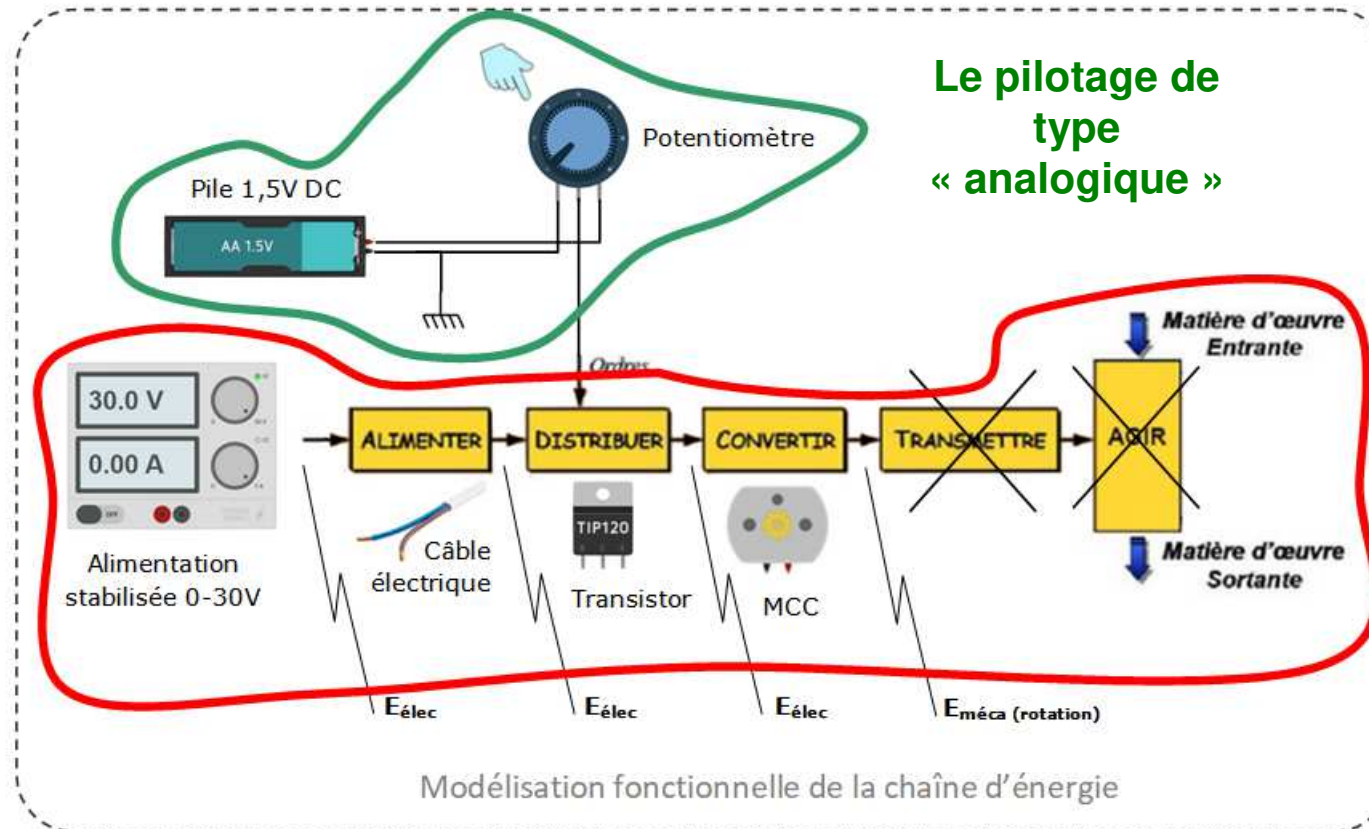 Le pilotage de
type
« analogique »
Potentiomètre
Pile 1,5V DC
AA 1.5V
Ordres
Matière d'œuvre
Entrante
30.0 V
0.00 A
OFF
ALIMENTER
DISTRIBUER
CONVERTIR
TRANSMETTRE
AGIR
TIP120
Câble
électrique
Transistor
MCC
Alimentation
stabilisée 0-30V
Matière d'œuvre
Sortante
Eélec
Eélec
Eélec
Eméca (rotation)
Modélisation fonctionnelle de la chaîne d'énergie